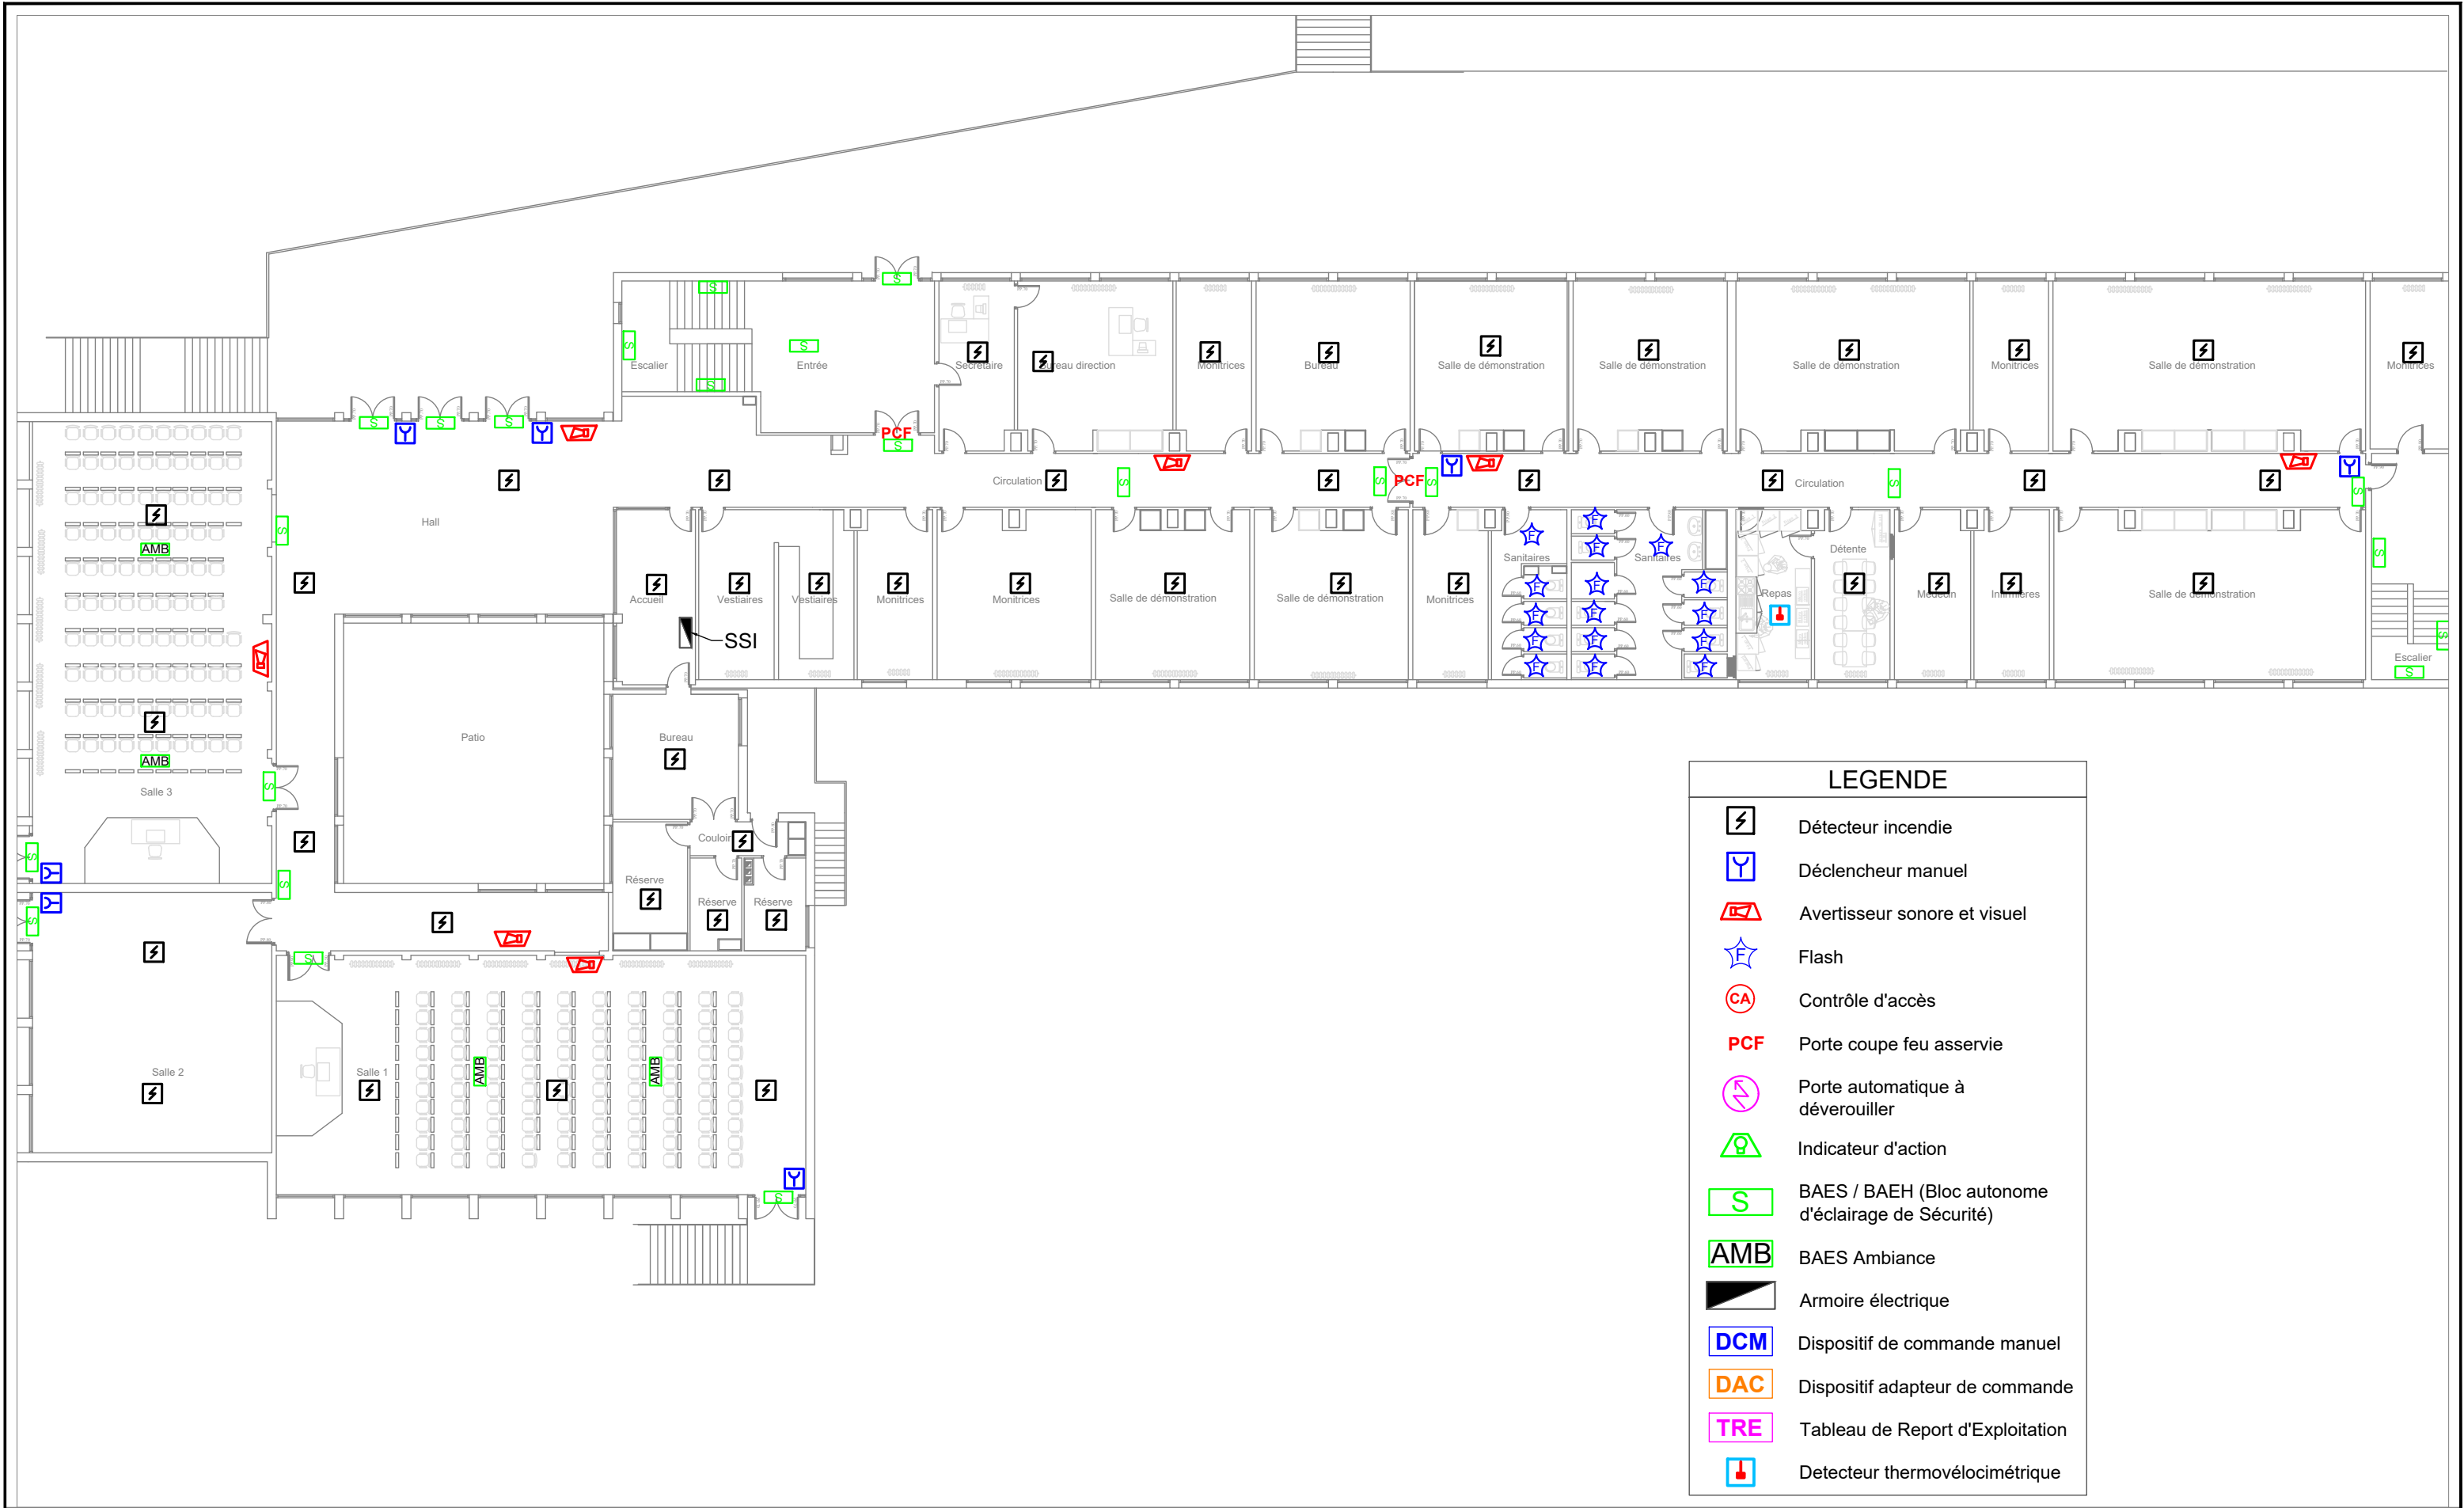 S
S
S
S
Escalier
Entrée
S
Secrétaire
Bureau direction
Monitrices
Bureau
Salle de démonstration
Salle de démonstration
Salle de démonstration
Monitrices
Salle de démonstration
Monitrices
S
S
S
S
PCF
S
Circulation
S
S
PCF
S
Circulation
S
S
Hall
S
AMB
Accueil
Vestiaires
Vestiaires
Monitrices
Monitrices
Salle de démonstration
Salle de démonstration
Monitrices
Sanitaires
F
F
F
F
F
F
F
F
F
F
F
F
Sanitaires
F
F
F
F
F
Repas
Détente
Médecin
Infirmières
Salle de démonstration
S
S
Escalier
S
SSI
Patio
Bureau
AMB
Salle 3
S
Couloir
S
S
S
Réserve
Réserve
Réserve
S
Salle 2
Salle 1
AMB
AMB
S
LEGENDE
Détecteur incendie
Déclencheur manuel
Avertisseur sonore et visuel
F Flash
CA Contrôle d'accès
PCF Porte coupe feu asservie
Porte automatique à
déverouiller
Indicateur d'action
S BAES / BAEH (Bloc autonome
d'éclairage de Sécurité)
AMB BAES Ambiance
Armoire électrique
DCM Dispositif de commande manuel
DAC Dispositif adapteur de commande
TRE Tableau de Report d'Exploitation
Detecteur thermovélocimétrique